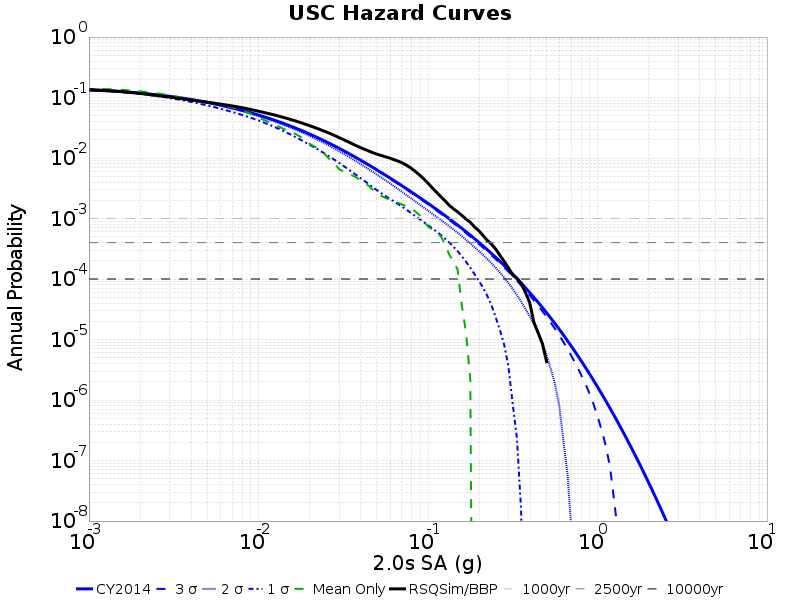 USC Hazard Curves
10^0
10^-1
10^-2
10^-3
10^-4
10^-5
10^-6
10^-7
10^-8
Annual Probability
10^-3 10^-2 10^-1 10^0 10^1
2.0s SA (g)
CY2014 3 σ 2 σ 1 σ Mean Only RSQSim/BBP 1000yr 2500yr 10000yr